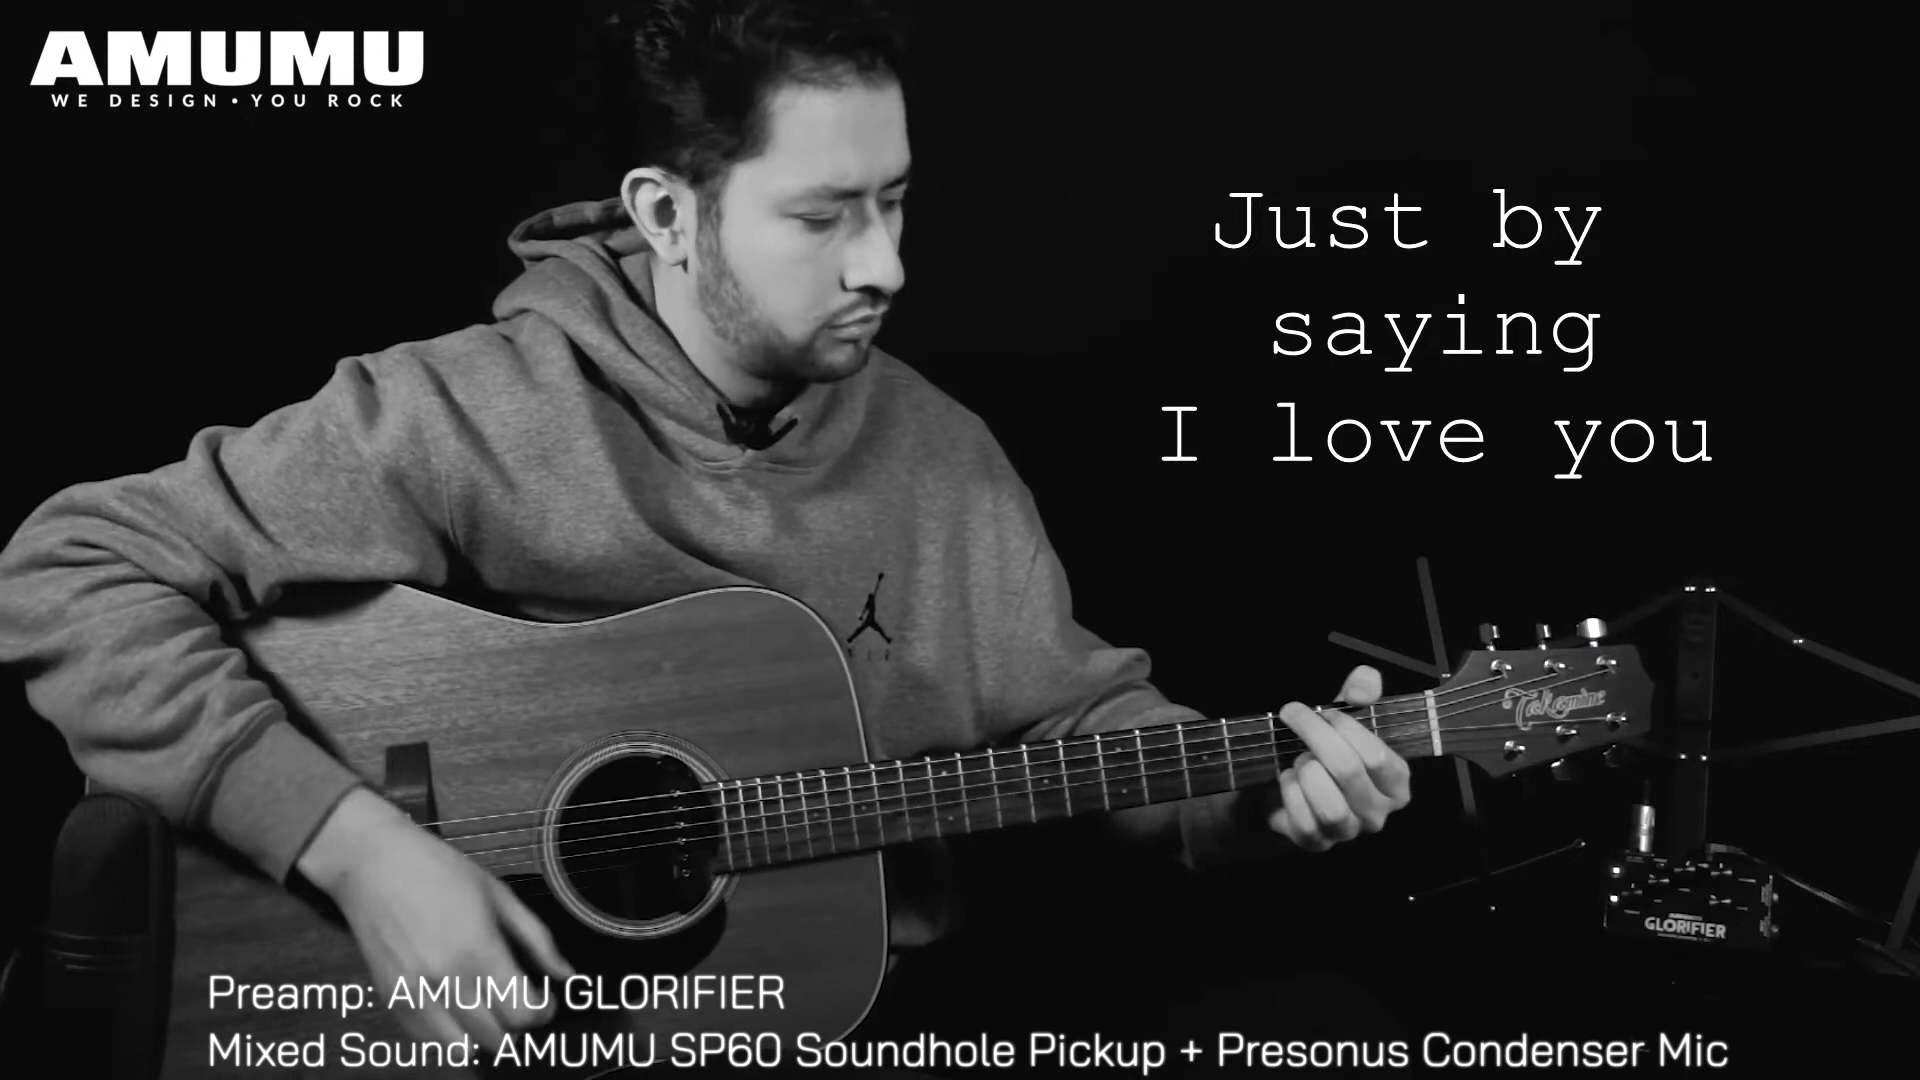 AMUMU
WE DESIGN • YOU ROCK
Just by
saying
I love you
Takamine
GLORIFIER
Preamp: AMUMU GLORIFIER
Mixed Sound: AMUMU SP60 Soundhole Pickup + Presonus Condenser Mic